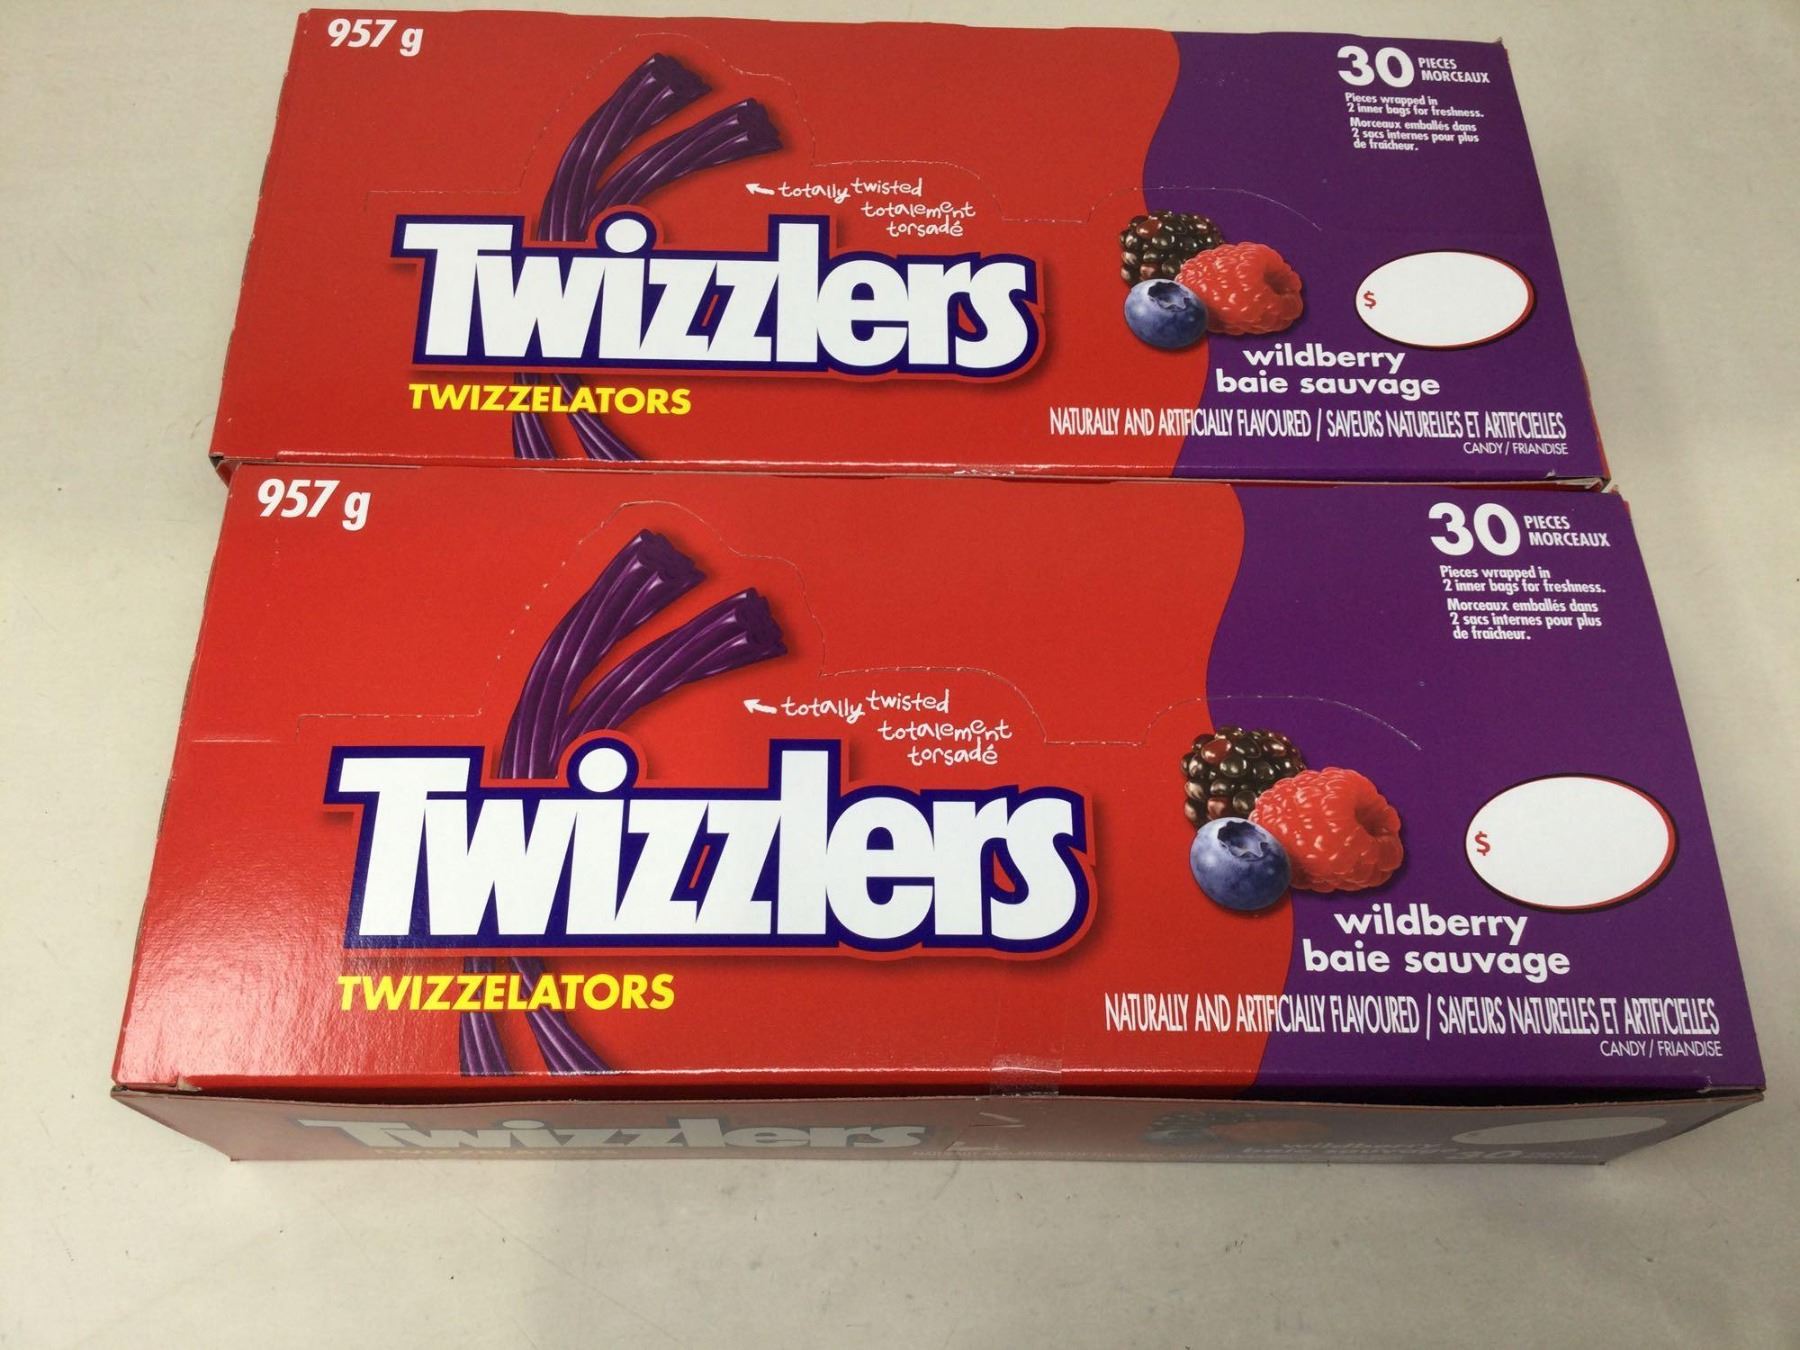 957 g
30 PIECES
MORCEAUX
Pieces wrapped in
2 inner bags for freshness.
Morceaux emballés dans
2 sacs internes pour plus
de fraîcheur.
totally twisted
totalement
torsadé
Twizzlers
TWIZZELATORS
$
wildberry
baie sauvage
NATURALLY AND ARTIFICIALLY FLAVOURED / SAVEURS NATURELLES ET ARTIFICIELLES
CANDY / FRIANDISE
957 g
30 PIECES
MORCEAUX
Pieces wrapped in
2 inner bags for freshness.
Morceaux emballés dans
2 sacs internes pour plus
de fraîcheur.
totally twisted
totalement
torsadé
Twizzlers
TWIZZELATORS
$
wildberry
baie sauvage
NATURALLY AND ARTIFICIALLY FLAVOURED / SAVEURS NATURELLES ET ARTIFICIELLES
CANDY / FRIANDISE
Twizzlers
30